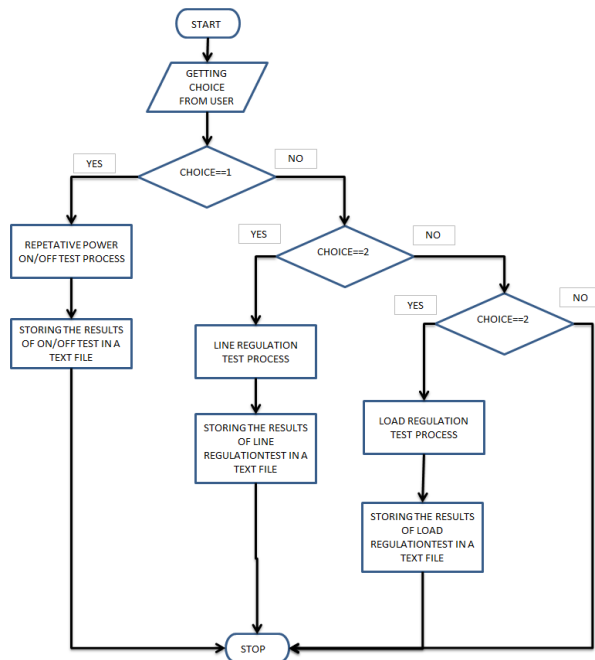 START
GETTING
CHOICE
FROM USER
YES
CHOICE==1
NO
REPETATIVE POWER
ON/OFF TEST PROCESS
YES
CHOICE==2
NO
STORING THE RESULTS
OF ON/OFF TEST IN A
TEXT FILE
LINE REGULATION
TEST PROCESS
YES
CHOICE==2
NO
STORING THE RESULTS
OF LINE
REGULATIONTEST IN A
TEXT FILE
LOAD REGULATION
TEST PROCESS
STORING THE RESULTS
OF LOAD
REGULATIONTEST IN A
TEXT FILE
STOP